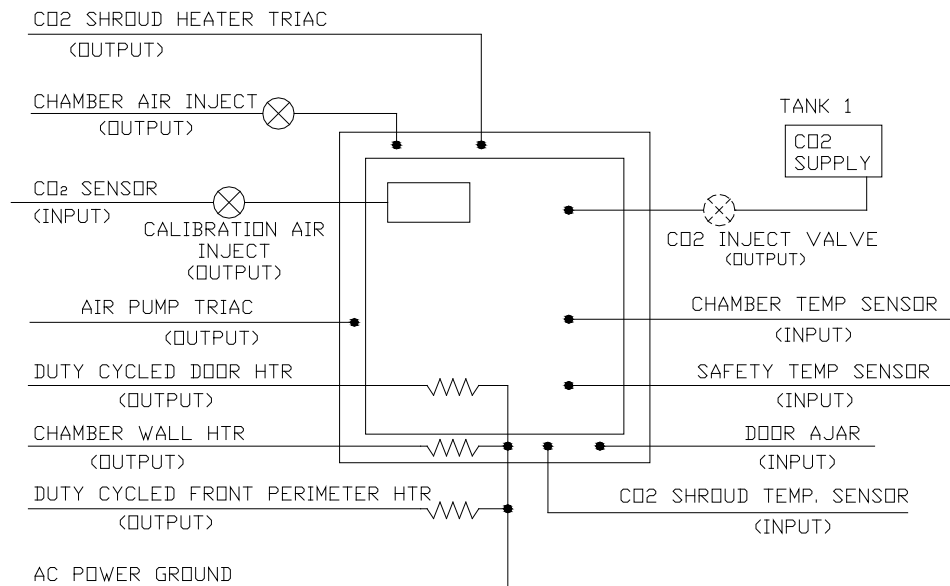 CO2 SHROUD HEATER TRIAC
(OUTPUT)
CHAMBER AIR INJECT
(OUTPUT)
TANK 1
CO2
SUPPLY
CO₂ SENSOR
(INPUT)
CALIBRATION AIR
INJECT
(OUTPUT)
CO2 INJECT VALVE
(OUTPUT)
AIR PUMP TRIAC
(OUTPUT)
CHAMBER TEMP SENSOR
(INPUT)
DUTY CYCLED DOOR HTR
(OUTPUT)
SAFETY TEMP SENSOR
(INPUT)
CHAMBER WALL HTR
(OUTPUT)
DOOR AJAR
(INPUT)
DUTY CYCLED FRONT PERIMETER HTR
(OUTPUT)
CO2 SHROUD TEMP. SENSOR
(INPUT)
AC POWER GROUND